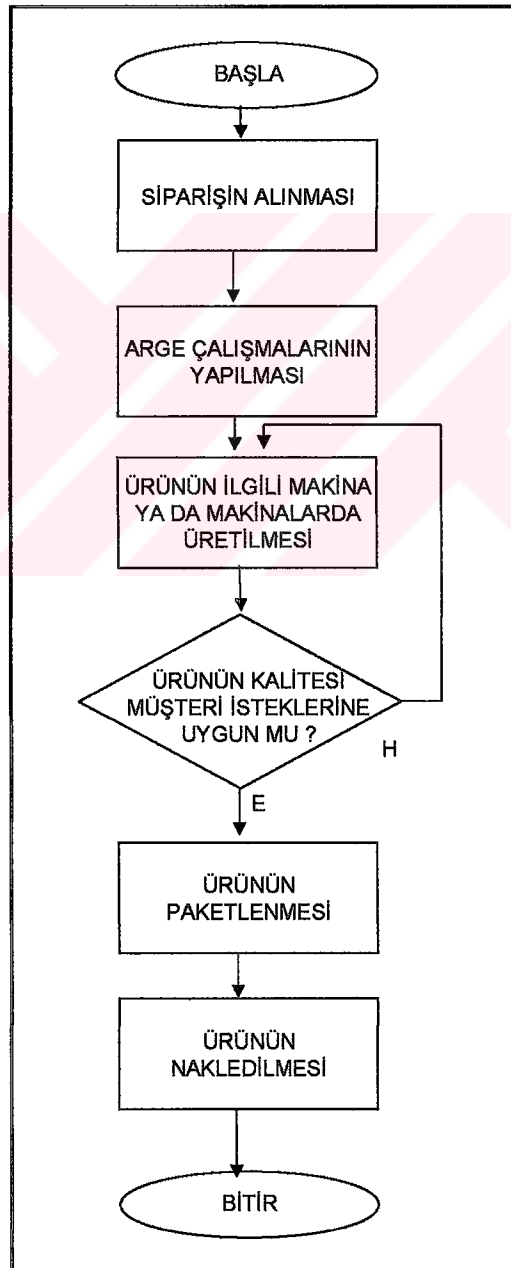 BAŞLA
SİPARİŞİN ALINMASI
ARGE ÇALIŞMALARININ
YAPILMASI
ÜRÜNÜN İLGİLİ MAKİNA
YA DA MAKİNALARDA
ÜRETİLMESİ
ÜRÜNÜN KALİTESİ
MÜŞTERİ İSTEKLERİNE
UYGUN MU ?
H
E
ÜRÜNÜN
PAKETLENMESİ
ÜRÜNÜN
NAKLEDİLMESİ
BİTİR